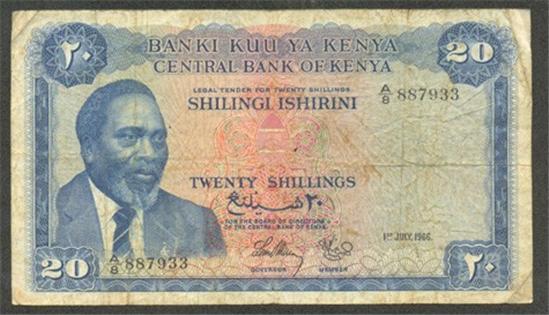 ٢٠ BANKI KUU YA KENYA 20
CENTRAL BANK OF KENYA
LEGAL TENDER FOR TWENTY SHILLINGS
SHILINGI ISHIRINI A/8 887933
TWENTY SHILLINGS
٢٠ شيلينغ
FOR THE BOARD OF DIRECTORS
OF THE CENTRAL BANK OF KENYA
1ST JULY, 1966.
A/8 887933
20 GOVERNOR MEMBER ٢٠